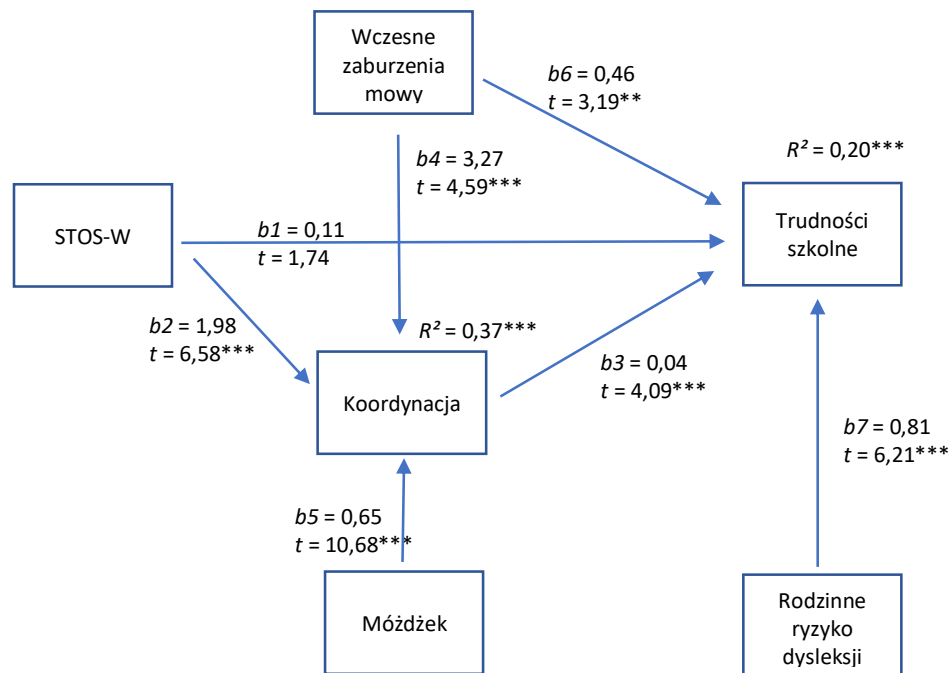 Wczesne
zaburzenia
mowy
b6 = 0,46
t = 3,19**
b4 = 3,27
t = 4,59***
R² = 0,20***
STOS-W
b1 = 0,11
t = 1,74
Trudności
szkolne
b2 = 1,98
t = 6,58***
R² = 0,37***
Koordynacja
b3 = 0,04
t = 4,09***
b7 = 0,81
t = 6,21***
b5 = 0,65
t = 10,68***
Móżdżek
Rodzinne
ryzyko
dysleksji